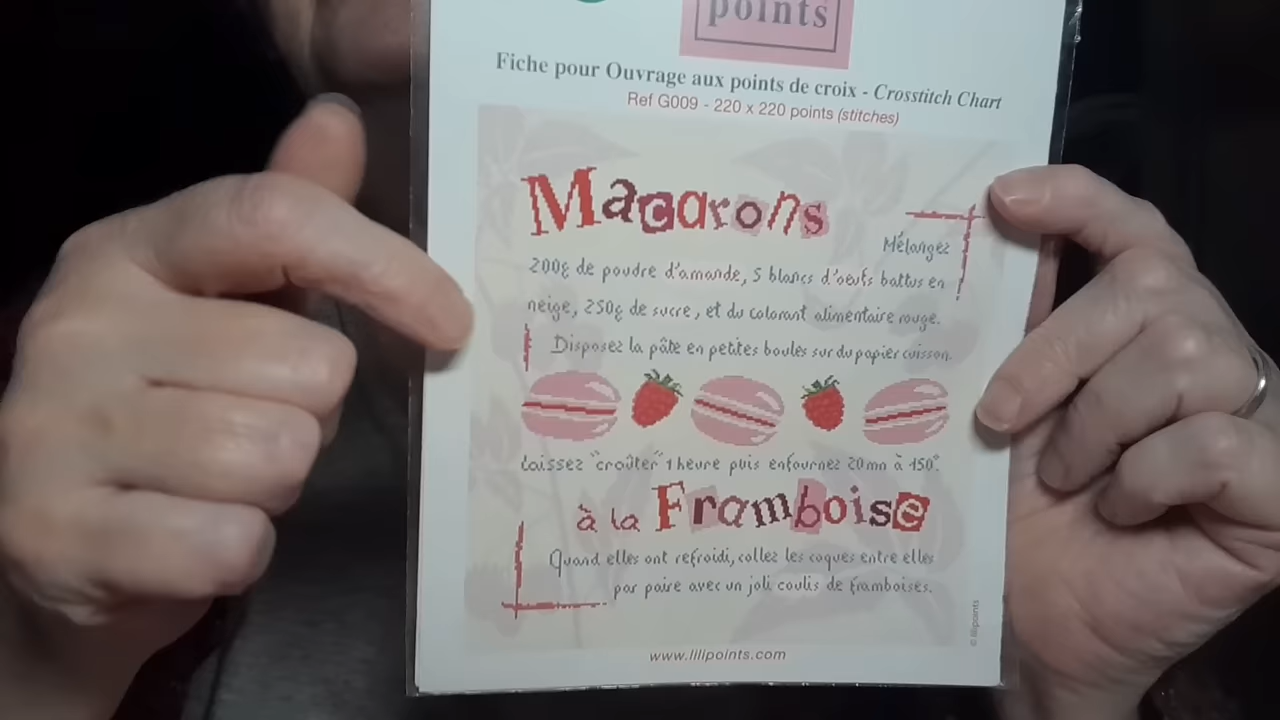 points
Fiche pour Ouvrage aux points de croix - Crosstitch Chart
Ref G009 - 220 x 220 points (stitches)
Macarons
Mélangez
200g de poudre d'amande, 5 blancs d'oeufs battus en
neige, 250g de sucre, et du colorant alimentaire rouge.
Disposez la pâte en petites boules sur du papier cuisson.
Laissez "croûter" 1 heure puis enfournez 20mn à 150°.
à la Framboise
Quand elles ont refroidi, collez les coques entre elles
par paire avec un joli coulis de framboises.
© lilipoints
www.lilipoints.com